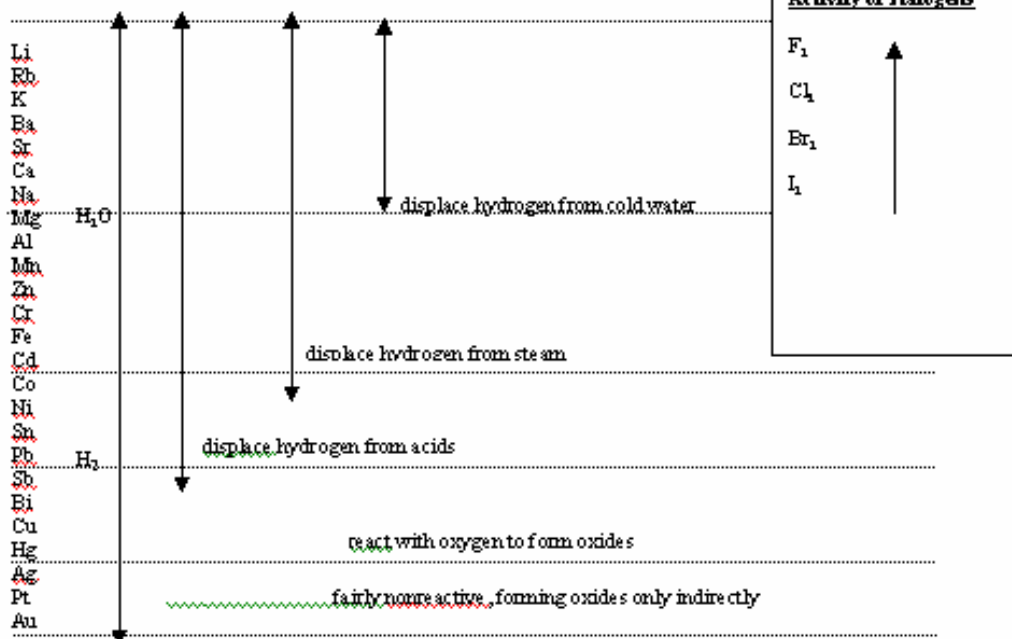 Activity of Halogens
F₂
Cl₂
Br₂
I₂
Li
Rb
K
Ba
Sr
Ca
Na
displace hydrogen from cold water
Mg H₂O
Al
Mn
Zn
Cr
Fe
displace hydrogen from steam
Cd
Co
Ni
Sn
displace hydrogen from acids
Pb H₂
Sb
Bi
Cu
react with oxygen to form oxides
Hg
Ag
Pt fairly nonreactive, forming oxides only indirectly
Au